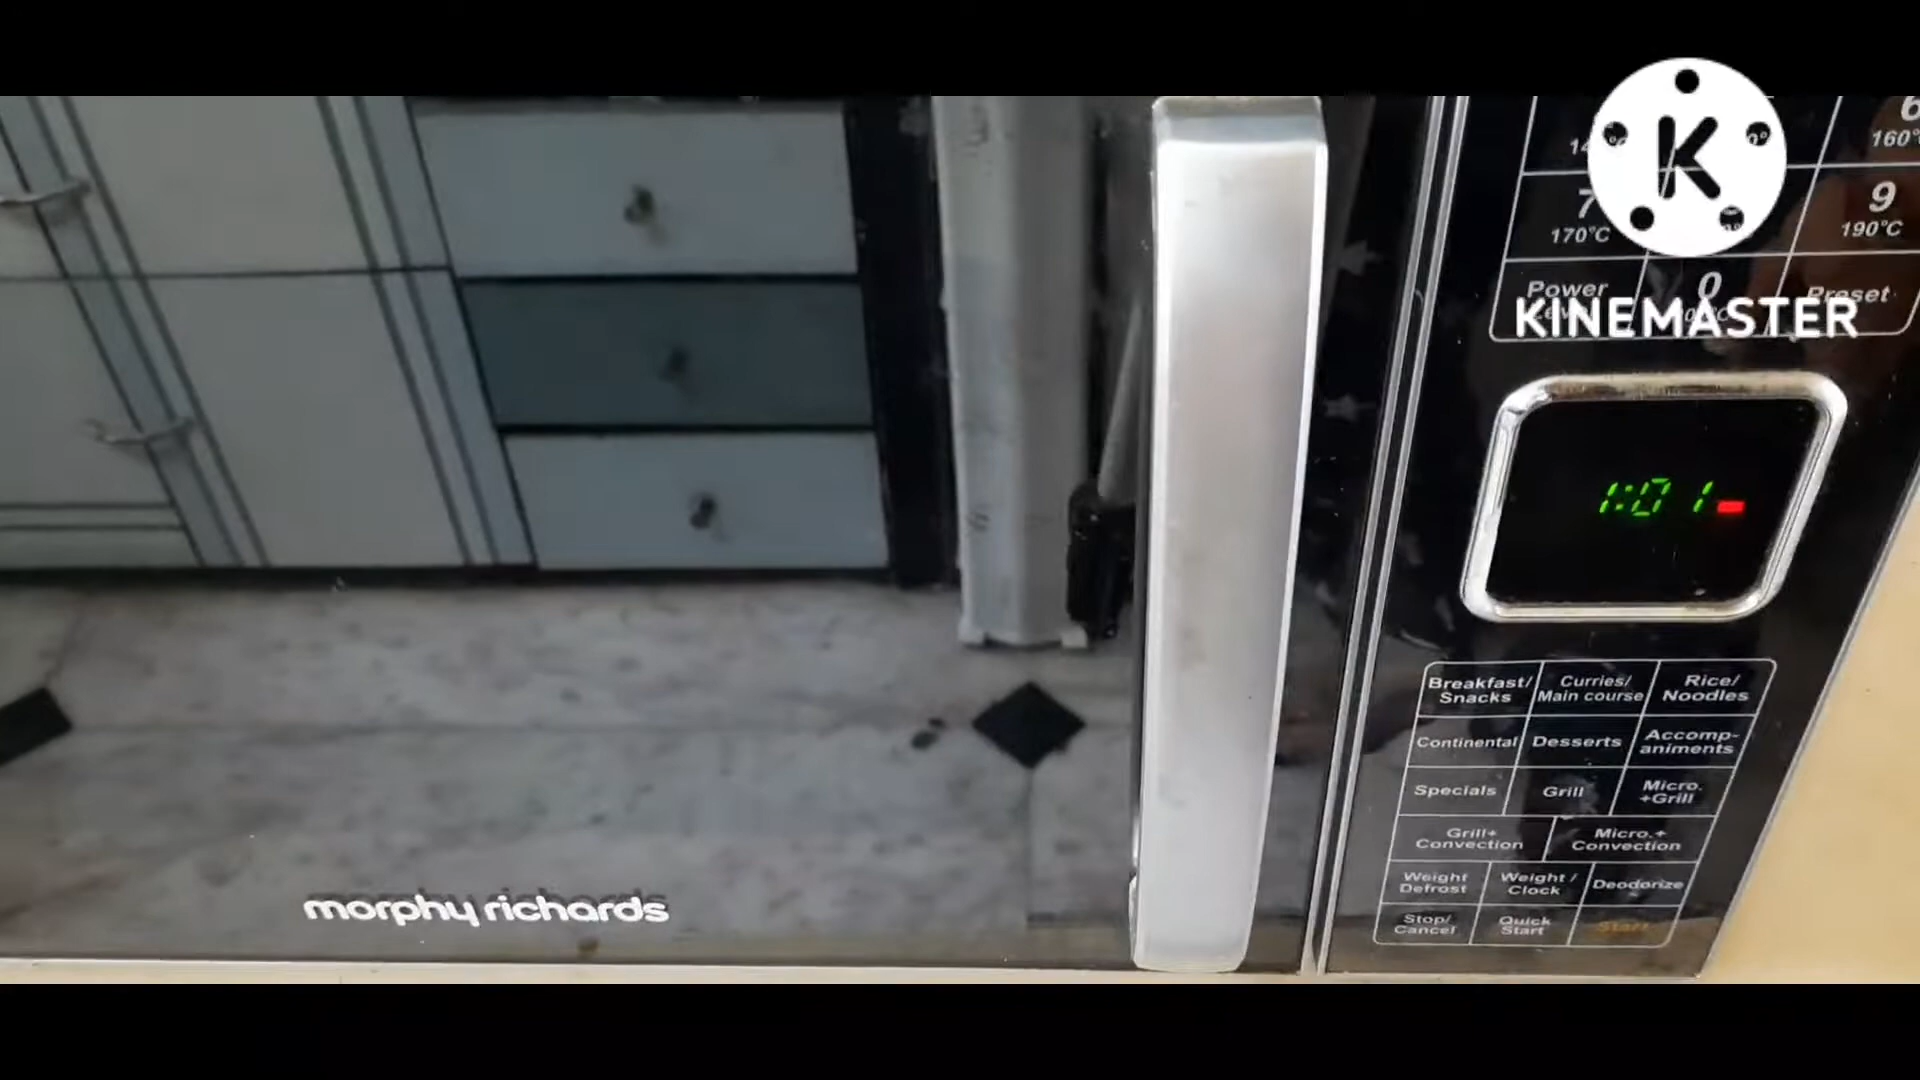 6
160°C
7
170°C
9
190°C
Power
0
Preset
KINEMASTER
1:01
Breakfast/
Snacks
Curries/
Main course
Rice/
Noodles
Continental
Desserts
Accomp-
animents
Specials
Grill
Micro.
+Grill
Grill+
Convection
Micro.+
Convection
Weight
Defrost
Weight /
Clock
Deodorize
Stop/
Cancel
Quick
Start
Start
morphy richards